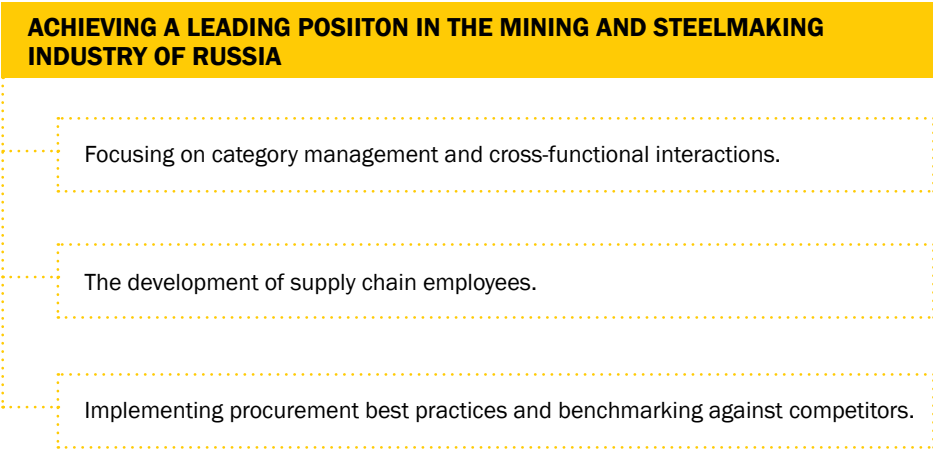 ACHIEVING A LEADING POSIITON IN THE MINING AND STEELMAKING
INDUSTRY OF RUSSIA
Focusing on category management and cross-functional interactions.
The development of supply chain employees.
Implementing procurement best practices and benchmarking against competitors.